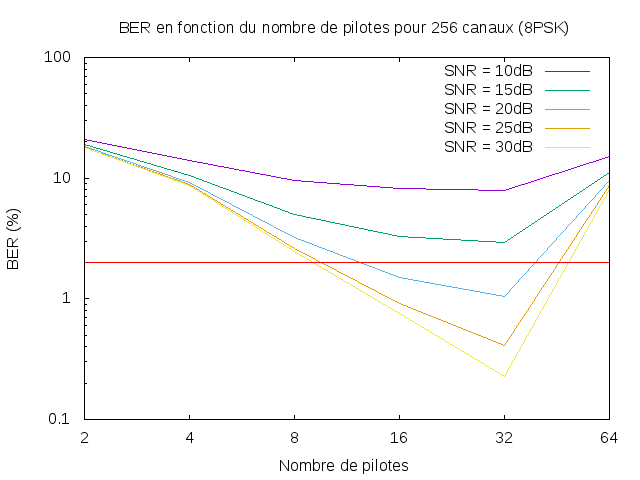 BER en fonction du nombre de pilotes pour 256 canaux (8PSK)
100
10
1
0.1
BER (%)
SNR = 10dB
SNR = 15dB
SNR = 20dB
SNR = 25dB
SNR = 30dB
2 4 8 16 32 64
Nombre de pilotes